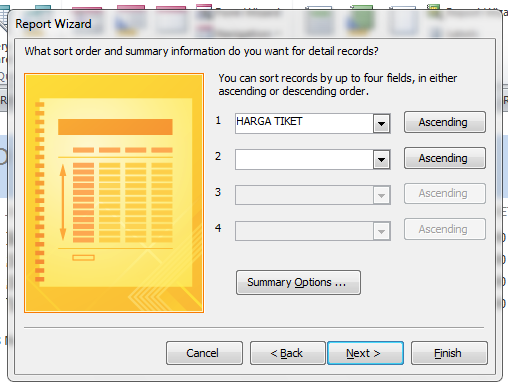 Report Wizard
What sort order and summary information do you want for detail records?
You can sort records by up to four fields, in either
ascending or descending order.
1 HARGA TIKET Ascending
2 Ascending
3 Ascending
4 Ascending
Summary Options ...
Cancel < Back Next > Finish